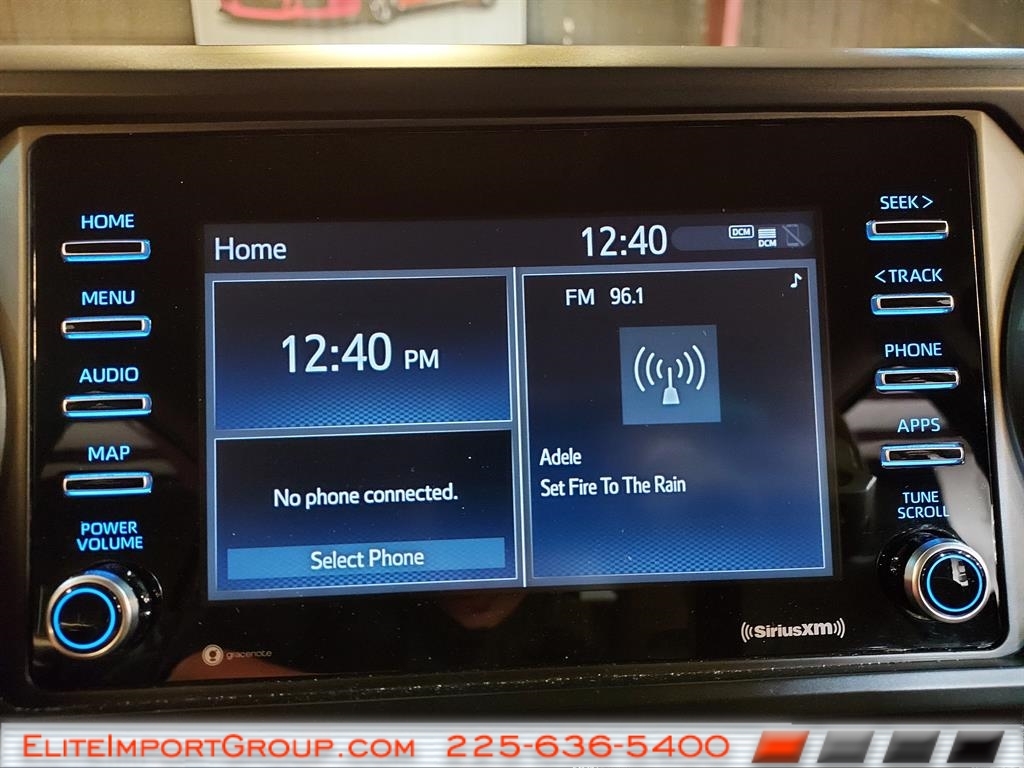 HOME
MENU
AUDIO
MAP
POWER
VOLUME
Home
12:40
DCM
DCM
12:40 PM
No phone connected.
Select Phone
FM 96.1
Adele
Set Fire To The Rain
SEEK >
< TRACK
PHONE
APPS
TUNE
SCROLL
gracenote
((SiriusXM))
EliteImportGroup.com 225-636-5400